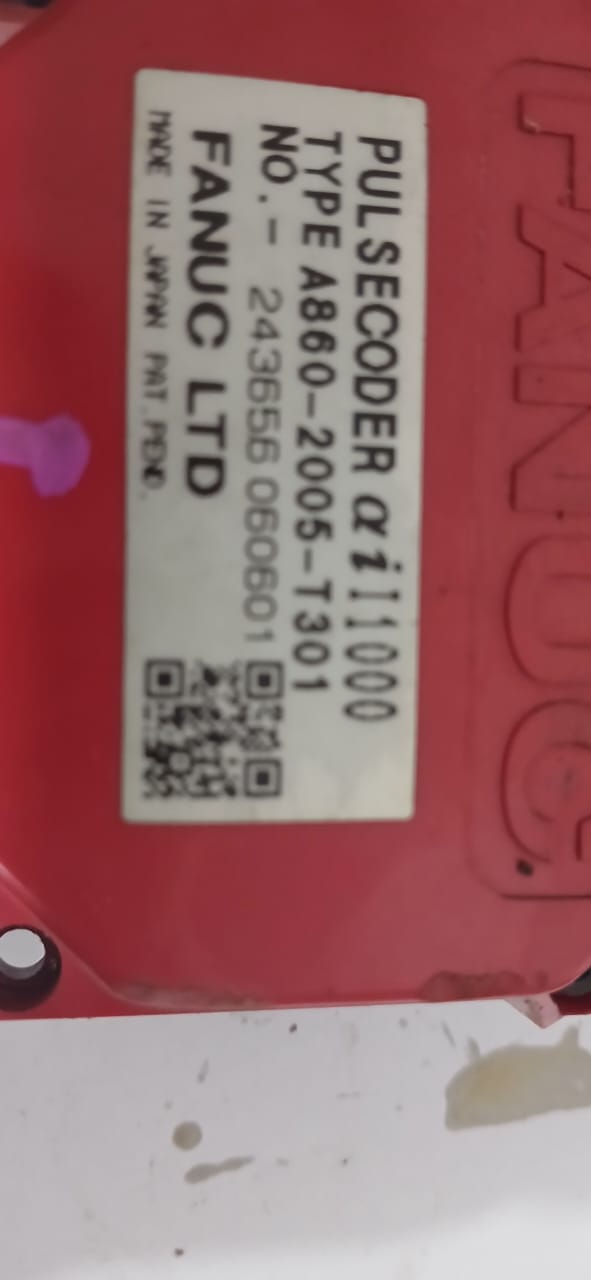 PULSECODER αiI1000
TYPE A860-2005-T301
NO.- 243656 060601
FANUC LTD
MADE IN JAPAN PAT.PEND.
FANUC